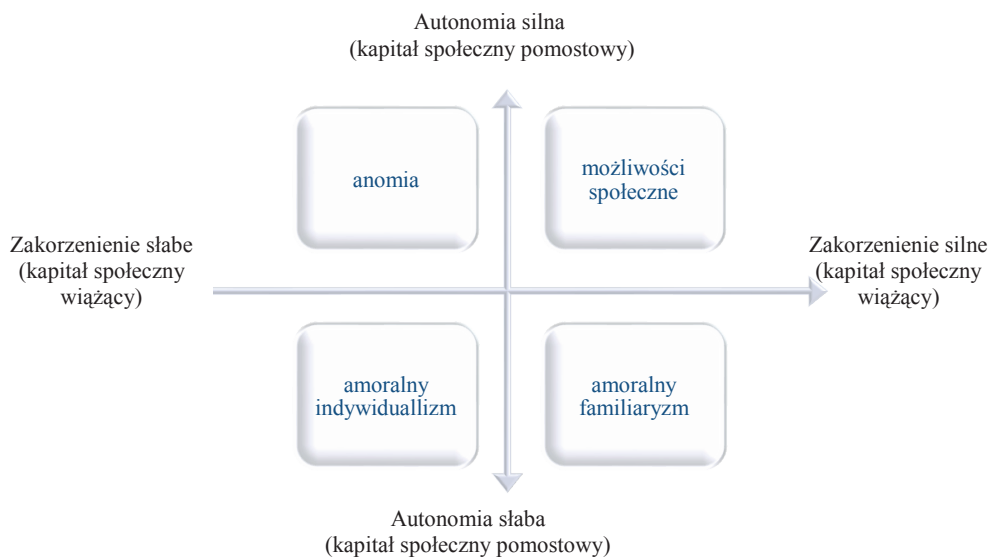 Autonomia silna
(kapitał społeczny pomostowy)
anomia
możliwości
społeczne
Zakorzenienie słabe
(kapitał społeczny
wiążący)
Zakorzenienie silne
(kapitał społeczny
wiążący)
amoralny
indywiduallizm
amoralny
familiaryzm
Autonomia słaba
(kapitał społeczny pomostowy)